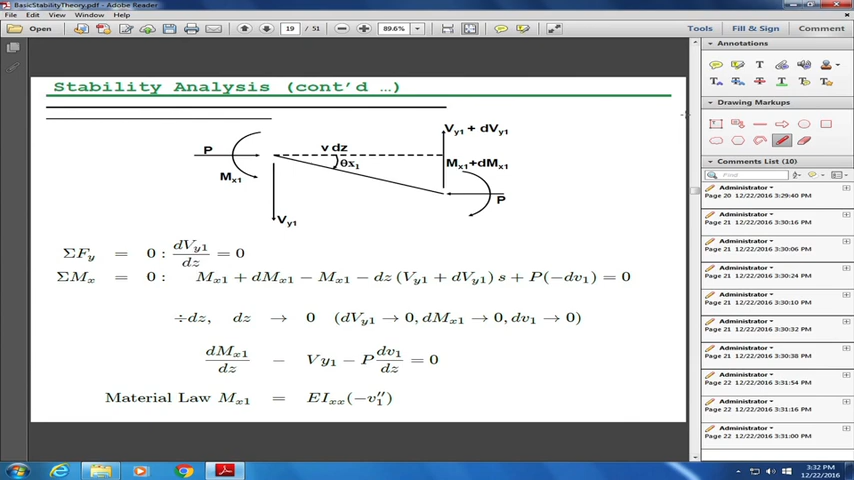 BasicStabilityTheory.pdf - Adobe Reader
File Edit View Window Help
Open 19 / 51 89.6% Tools Fill & Sign Comment
Stability Analysis (cont'd ...)
P
Mx1
v dz
θx1
Vy1
Vy1 + dVy1
Mx1+dMx1
P
ΣFy = 0 : dVy1/dz = 0
ΣMx = 0 : Mx1 + dMx1 − Mx1 − dz (Vy1 + dVy1) s + P(−dv1) = 0
÷dz, dz → 0 (dVy1 → 0, dMx1 → 0, dv1 → 0)
dMx1/dz − Vy1 − P dv1/dz = 0
Material Law Mx1 = EIxx(−v1″)
Annotations
Drawing Markups
Comments List (10)
Find
Administrator
Page 20 12/22/2016 3:29:40 PM
Administrator
Page 21 12/22/2016 3:30:16 PM
Administrator
Page 21 12/22/2016 3:30:06 PM
Administrator
Page 21 12/22/2016 3:30:24 PM
Administrator
Page 21 12/22/2016 3:30:10 PM
Administrator
Page 21 12/22/2016 3:30:32 PM
Administrator
Page 21 12/22/2016 3:30:38 PM
Administrator
Page 22 12/22/2016 3:31:54 PM
Administrator
Page 22 12/22/2016 3:31:16 PM
Administrator
Page 22 12/22/2016 3:31:00 PM
3:32 PM
12/22/2016